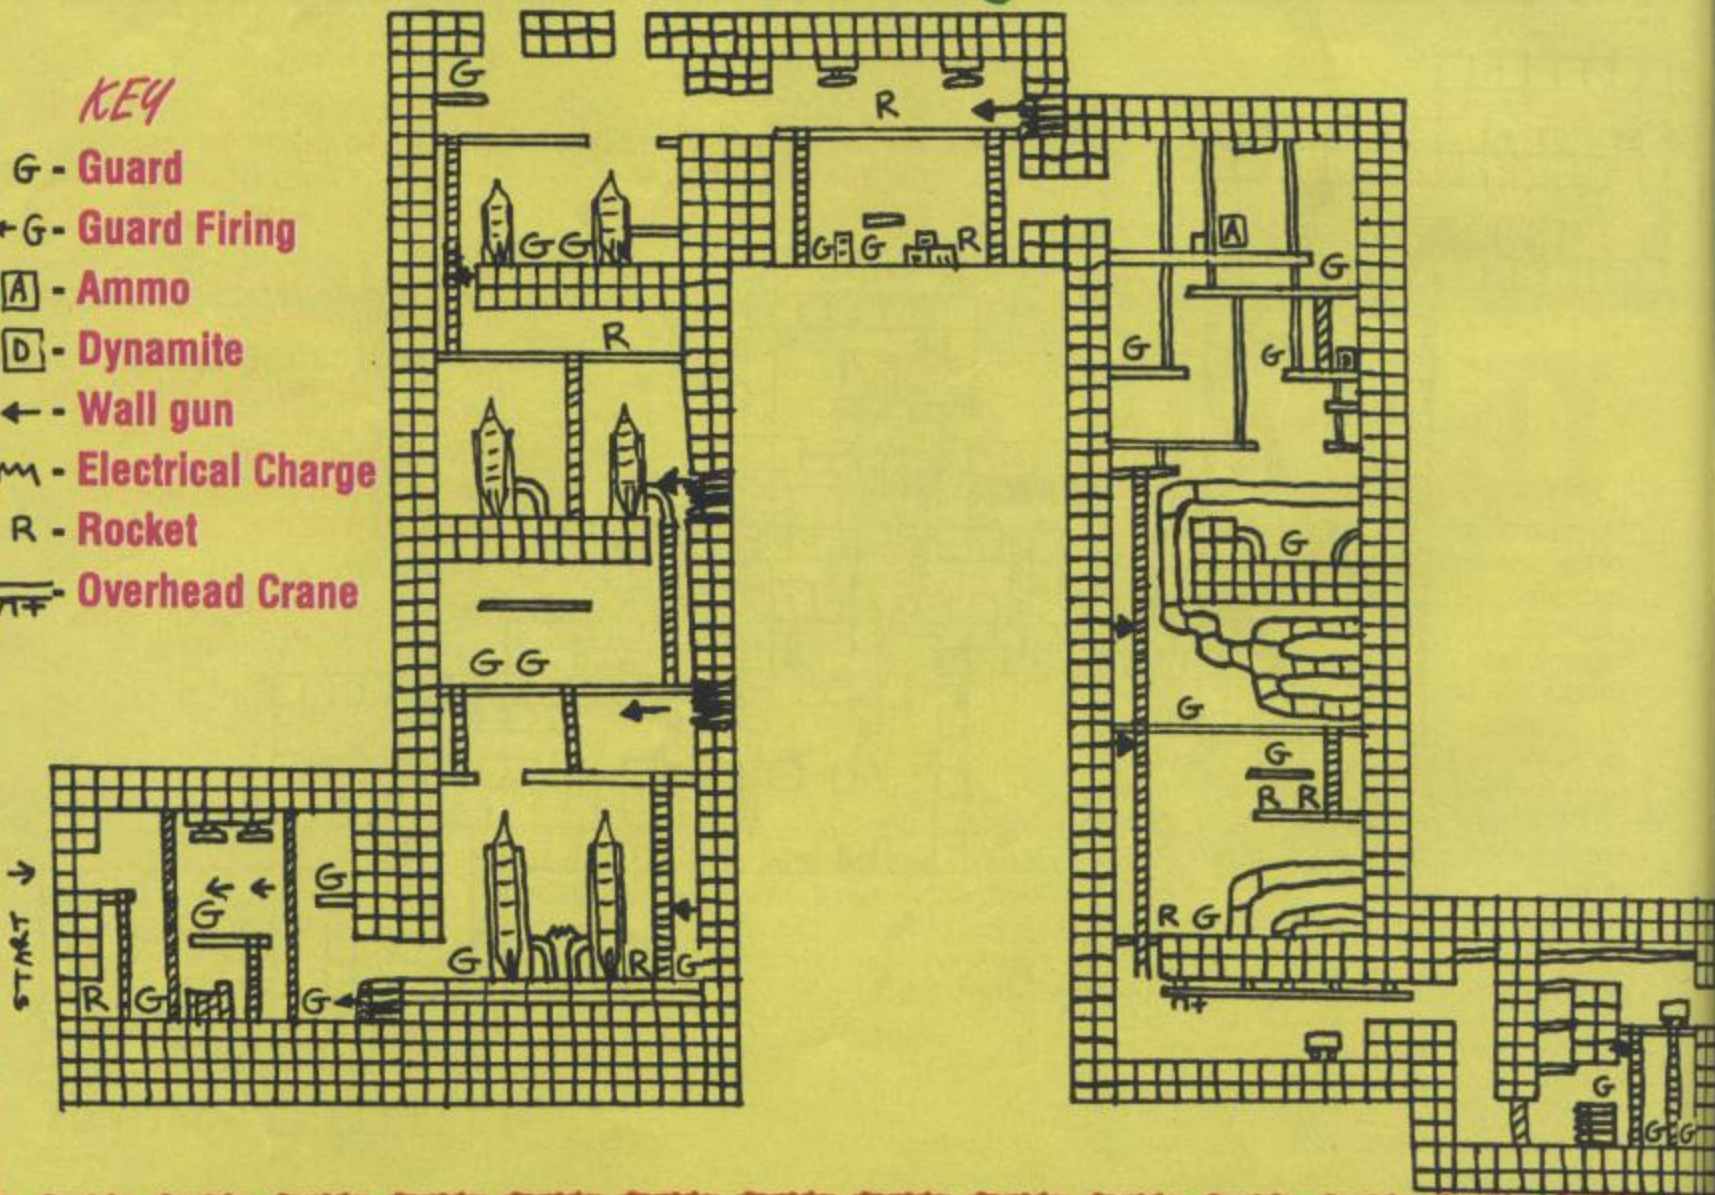 KEY
G - Guard
←G - Guard Firing
A - Ammo
D - Dynamite
← - Wall gun
- Electrical Charge
R - Rocket
- Overhead Crane
START →
G
R
G G
R
G G
G
G
G
R
G
R
G
G
G
R
G
A
G
G
G
D
G
G
G
R R
R G
G
G G
G G
R
G
R
G